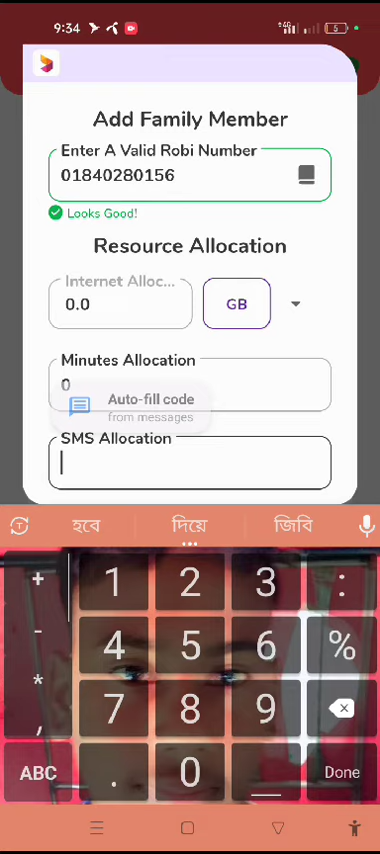 9:34
4G
5
Add Family Member
Enter A Valid Robi Number
01840280156
Looks Good!
Resource Allocation
Internet Alloc...
0.0
GB
Minutes Allocation
0
Auto-fill code
from messages
SMS Allocation
হবে
দিয়ে
জিবি
+ 1 2 3 :
- 4 5 6 %
* 7 8 9
,
ABC . 0 Done